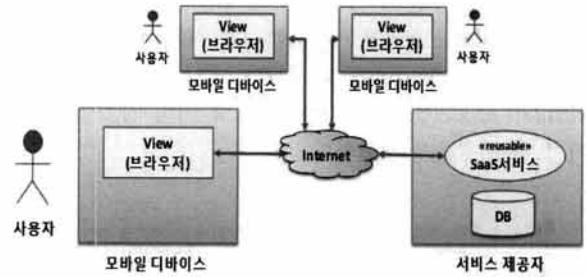 View
(브라우저)
사용자
모바일 디바이스
View
(브라우저)
사용자
모바일 디바이스
View
(브라우저)
사용자
모바일 디바이스
Internet
«reusable»
SaaS서비스
DB
서비스 제공자